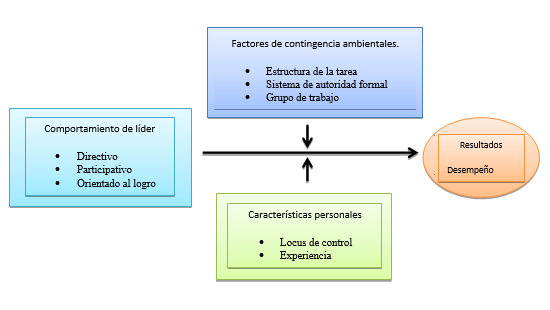 Factores de contingencia ambientales.
• Estructura de la tarea
• Sistema de autoridad formal
• Grupo de trabajo
Comportamiento de líder
• Directivo
• Participativo
• Orientado al logro
Resultados
Desempeño
Características personales
• Locus de control
• Experiencia